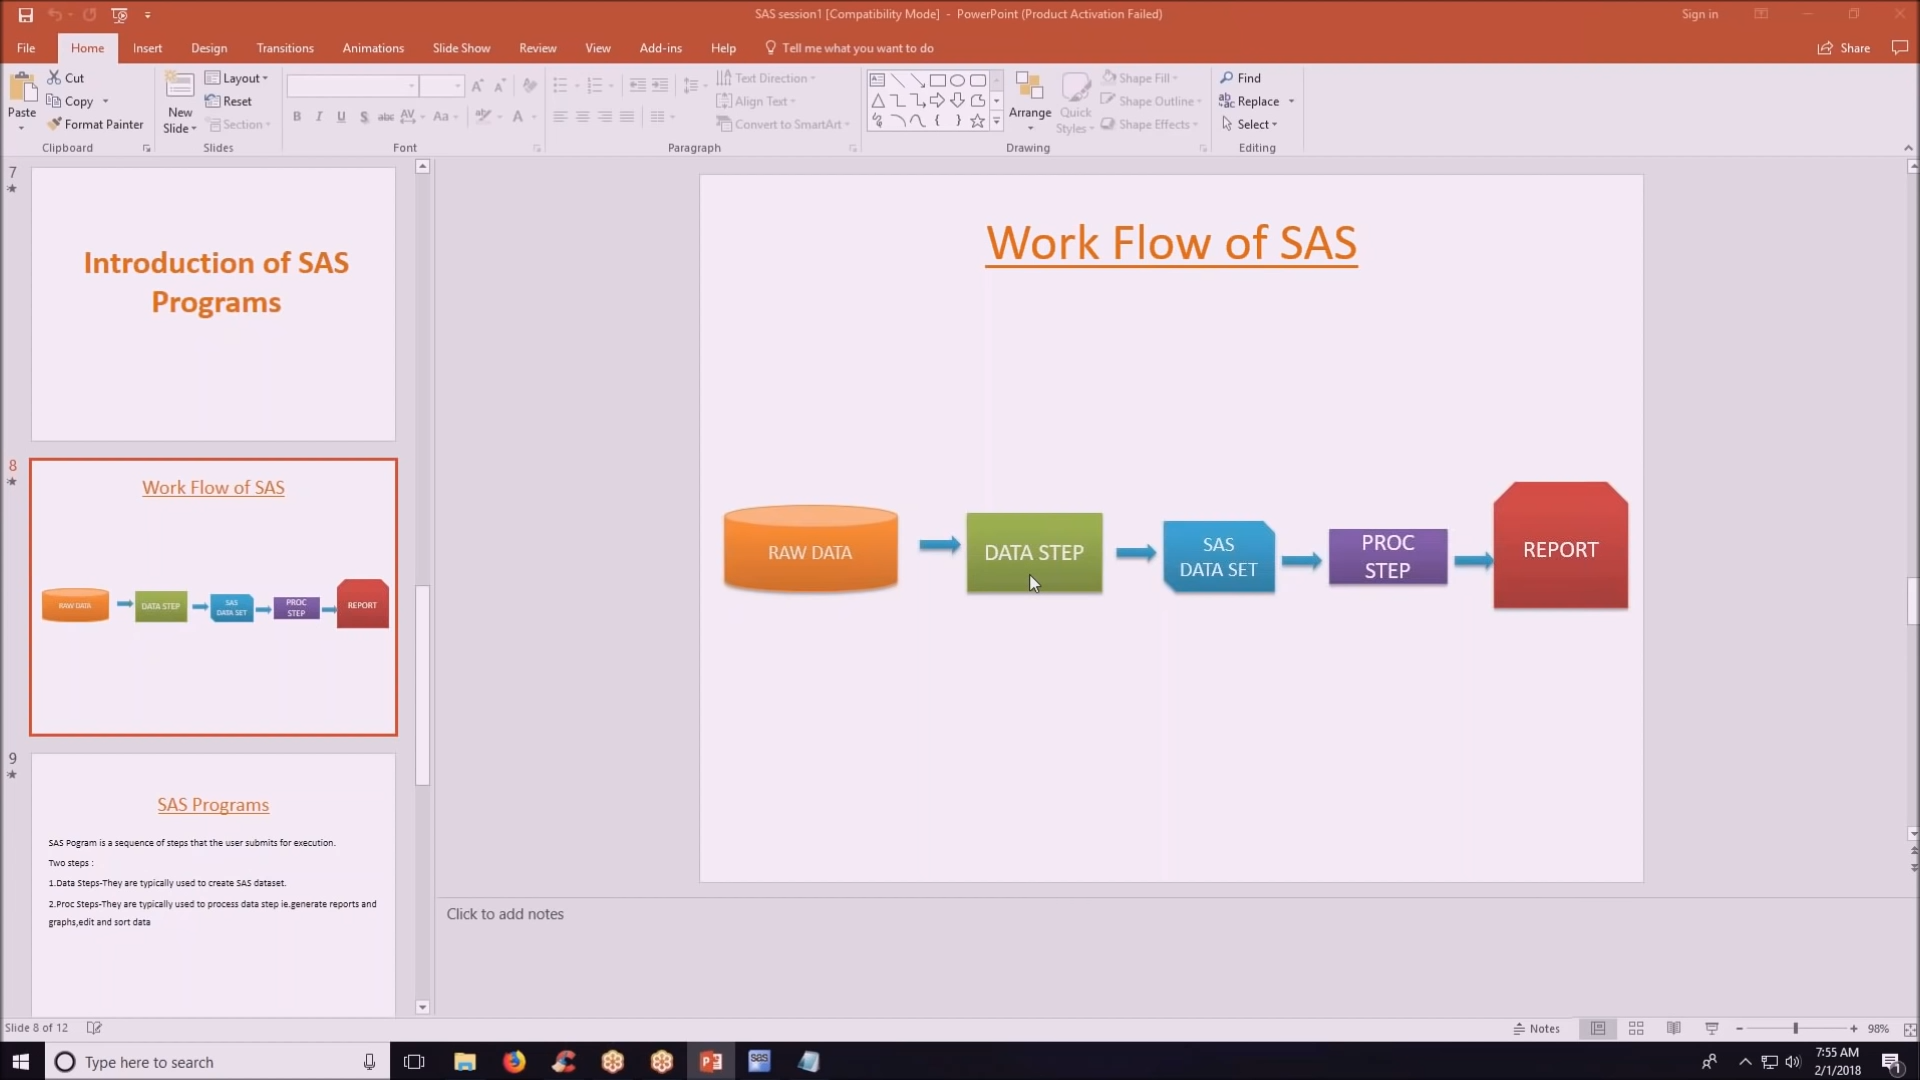 SAS session1 [Compatibility Mode] - PowerPoint (Product Activation Failed)
Sign in
File Home Insert Design Transitions Animations Slide Show Review View Add-ins Help Tell me what you want to do
Share
Paste
Cut
Copy
Format Painter
Clipboard
New Slide
Layout
Reset
Section
Slides
B I U S abc AV Aa A
Font
Text Direction
Align Text
Convert to SmartArt
Paragraph
Arrange
Quick Styles
Shape Fill
Shape Outline
Shape Effects
Drawing
Find
Replace
Select
Editing
7
Introduction of SAS
Programs
8
Work Flow of SAS
RAW DATA
DATA STEP
SAS
DATA SET
PROC
STEP
REPORT
9
SAS Programs
SAS Pogram is a sequence of steps that the user submits for execution.
Two steps :
1.Data Steps-They are typically used to create SAS dataset.
2.Proc Steps-They are typically used to process data step ie.generate reports and
graphs,edit and sort data
Work Flow of SAS
RAW DATA
DATA STEP
SAS
DATA SET
PROC
STEP
REPORT
Click to add notes
Slide 8 of 12
Notes
98%
Type here to search
sas
7:55 AM
2/1/2018
1